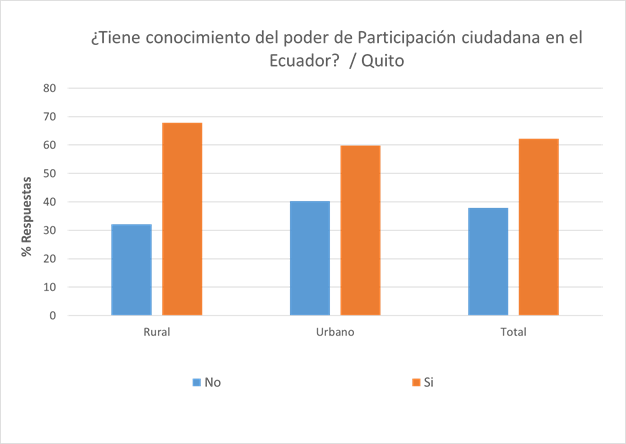 ¿Tiene conocimiento del poder de Participación ciudadana en el
Ecuador?  / Quito
80
70
60
50
40
30
20
10
0
% Respuestas
Rural
Urbano
Total
No
Si